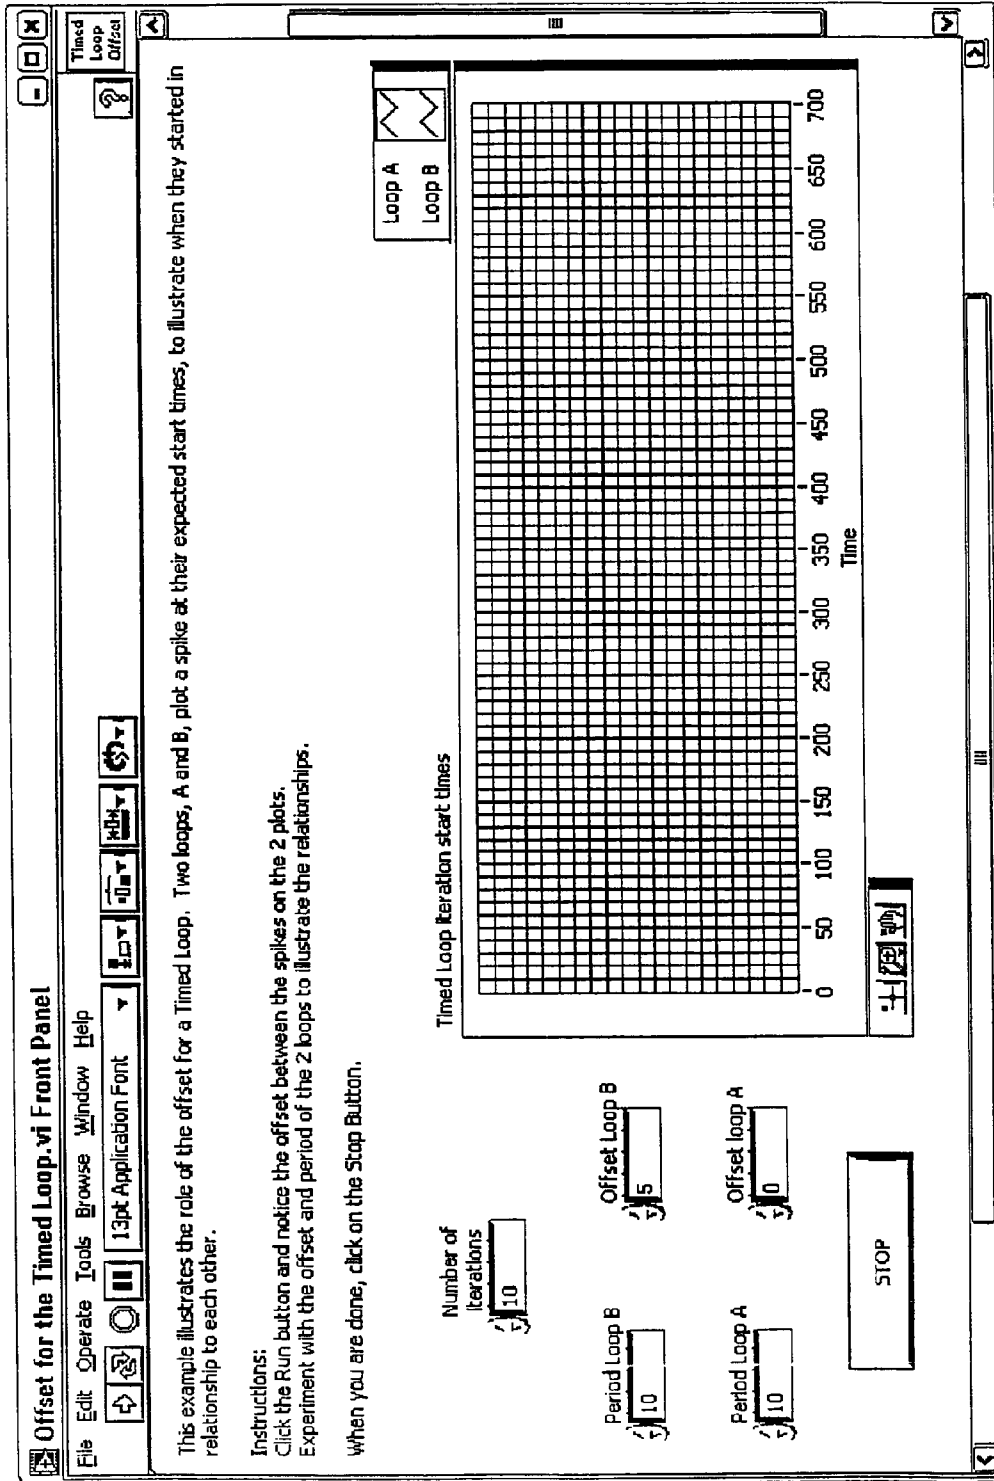 Offset for the Timed Loop.vi Front Panel
File Edit Operate Tools Browse Window Help
13pt Application Font
?
Timed
Loop
Offset
This example illustrates the role of the offset for a Timed Loop. Two loops, A and B, plot a spike at their expected start times, to illustrate when they started in
relationship to each other.
Instructions:
Click the Run button and notice the offset between the spikes on the 2 plots.
Experiment with the offset and period of the 2 loops to illustrate the relationships.
When you are done, click on the Stop Button.
Number of
iterations
10
Period Loop B
10
Offset Loop B
5
Period Loop A
10
Offset loop A
0
STOP
Timed Loop iteration start times
Loop A
Loop B
0 50 100 150 200 250 300 350 400 450 500 550 600 650 700
Time